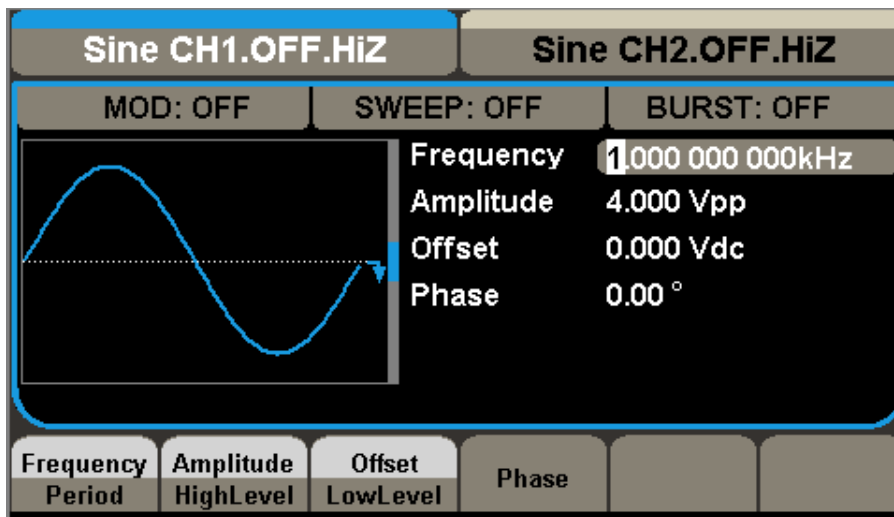 Sine CH1.OFF.HiZ Sine CH2.OFF.HiZ
MOD: OFF SWEEP: OFF BURST: OFF
Frequency 1.000 000 000kHz
Amplitude 4.000 Vpp
Offset 0.000 Vdc
Phase 0.00 °
Frequency Amplitude Offset Phase
Period HighLevel LowLevel